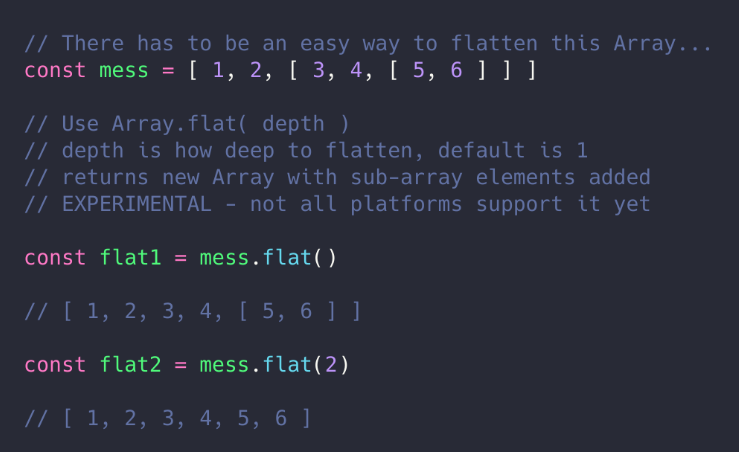 // There has to be an easy way to flatten this Array...
const mess = [ 1, 2, [ 3, 4, [ 5, 6 ] ] ]
// Use Array.flat( depth )
// depth is how deep to flatten, default is 1
// returns new Array with sub-array elements added
// EXPERIMENTAL - not all platforms support it yet
const flat1 = mess.flat()
// [ 1, 2, 3, 4, [ 5, 6 ] ]
const flat2 = mess.flat(2)
// [ 1, 2, 3, 4, 5, 6 ]